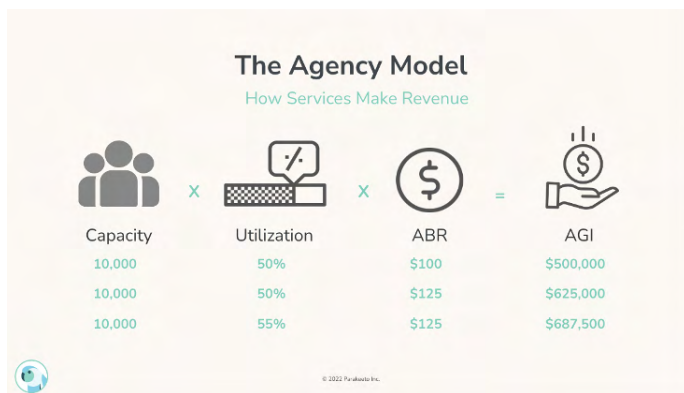 The Agency Model
How Services Make Revenue
%
$
$
X
X
=
Capacity
Utilization
ABR
AGI
10,000
50%
$100
$500,000
10,000
50%
$125
$625,000
10,000
55%
$125
$687,500
© 2022 Parakeeto Inc.